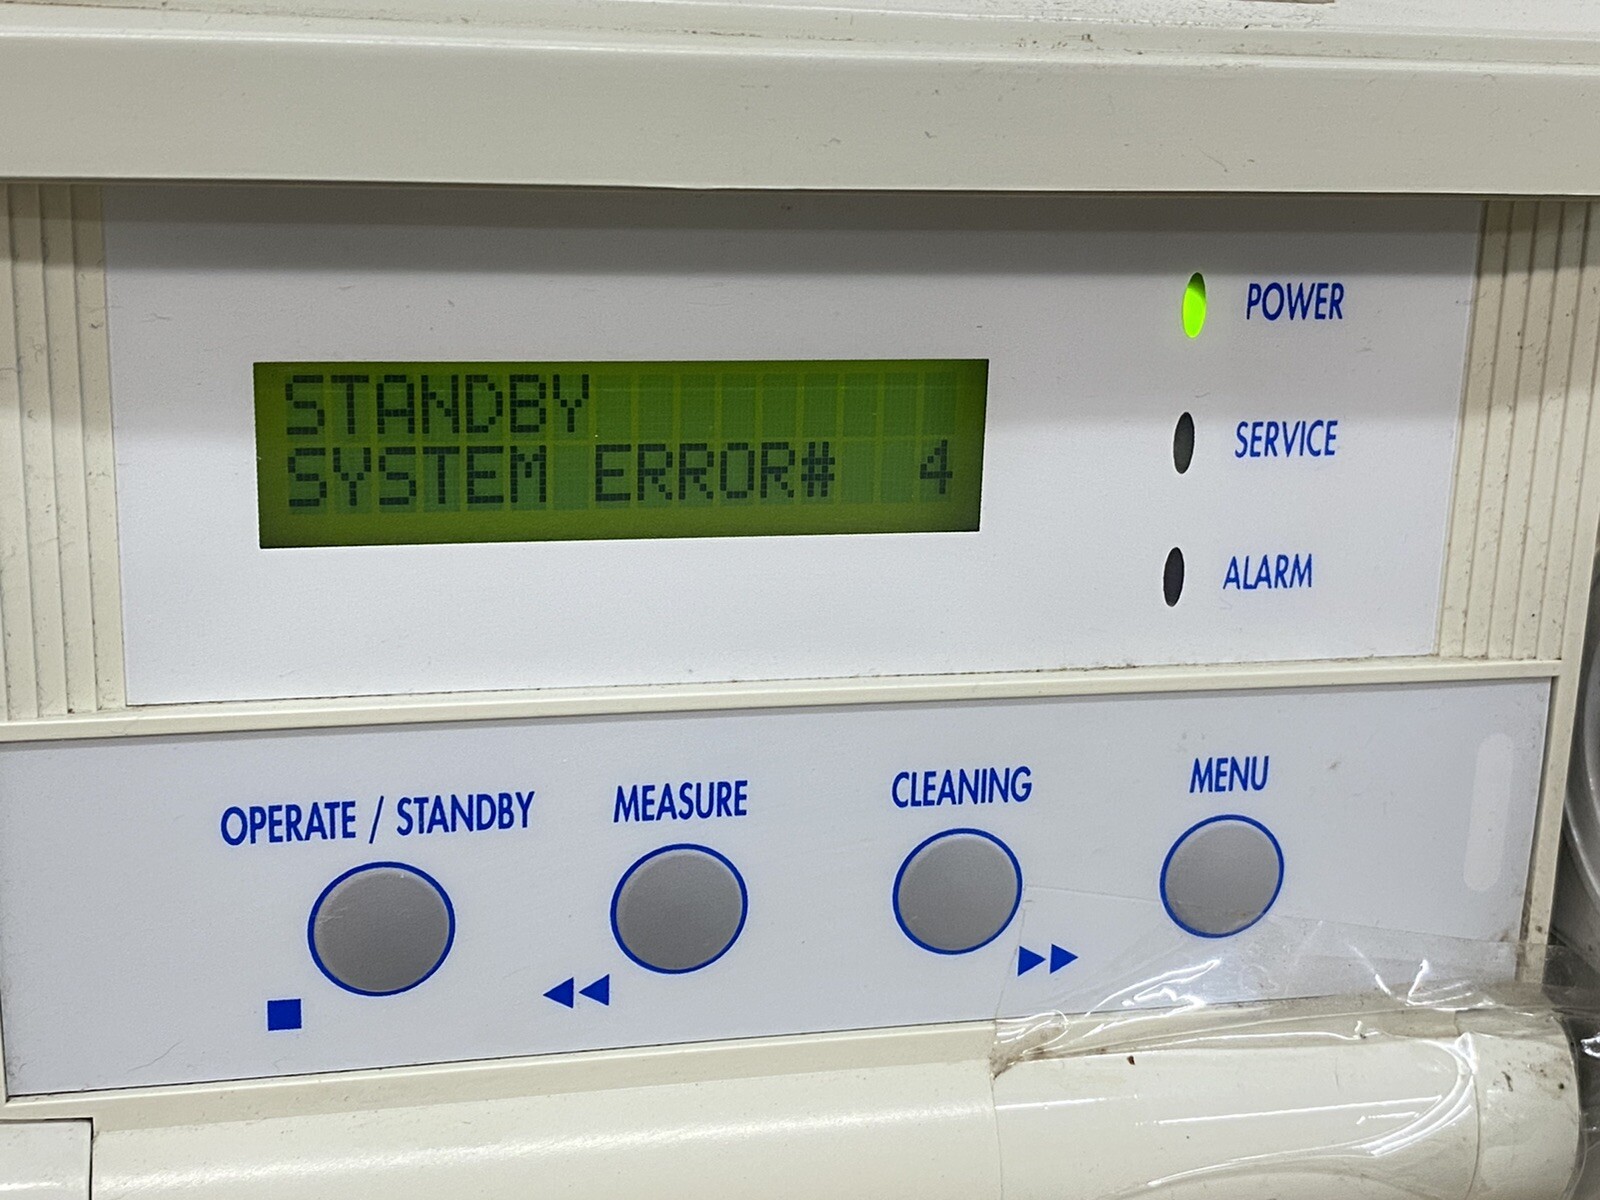 STANDBY
SYSTEM ERROR# 4
POWER
SERVICE
ALARM
OPERATE / STANDBY
MEASURE
CLEANING
MENU